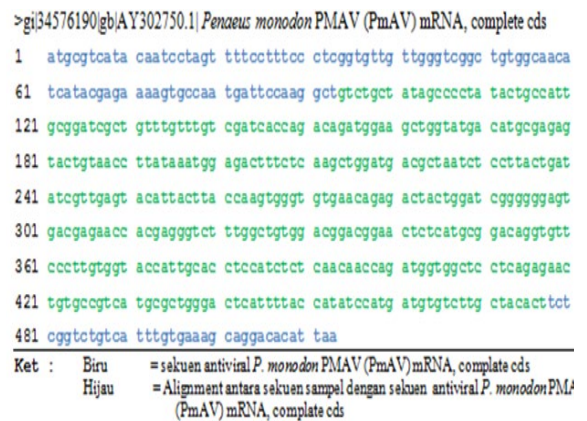 >gi|34576190|gb|AY302750.1| Penaeus monodon PMAV (PmAV) mRNA, complete cds
1 atgcgtcata caatcctagt tttcctttcc ctcggtgttg ttgggtcggc tgtggcaaca
61 tcatacgaga aaagtgccaa tgattccaag gctgtctgct atagccccta tactgccatt
121 gcggatcgct gtttgtttgt cgatcaccag acagatggaa gctggtatga catgcgagag
181 tactgtaacc ttataaatgg agactttctc aagctggatg acgctaatct ccttactgat
241 atcgttgagt acattactta ccaagtgggt gtgaacagag actactggat cgggggggagt
301 gacgagaacc acgagggtct ttggctgtgg acggacggaa ctctcatgcg gacaggtgtt
361 cccttgtggt accattgcac ctccatctct caacaaccag atggtggctc ctcagagaac
421 tgtgccgtca tgcgctggga ctcattttac catatccatg atgtgtcttg ctacacttct
481 cggtctgtca tttgtgaaag caggacacat taa
Ket : Biru = sekuen antiviral P. monodon PMAV (PmAV) mRNA, complate cds
Hijau = Alignment antara sekuen sampel dengan sekuen antiviral P. monodon PMA
(PmAV) mRNA, complate cds